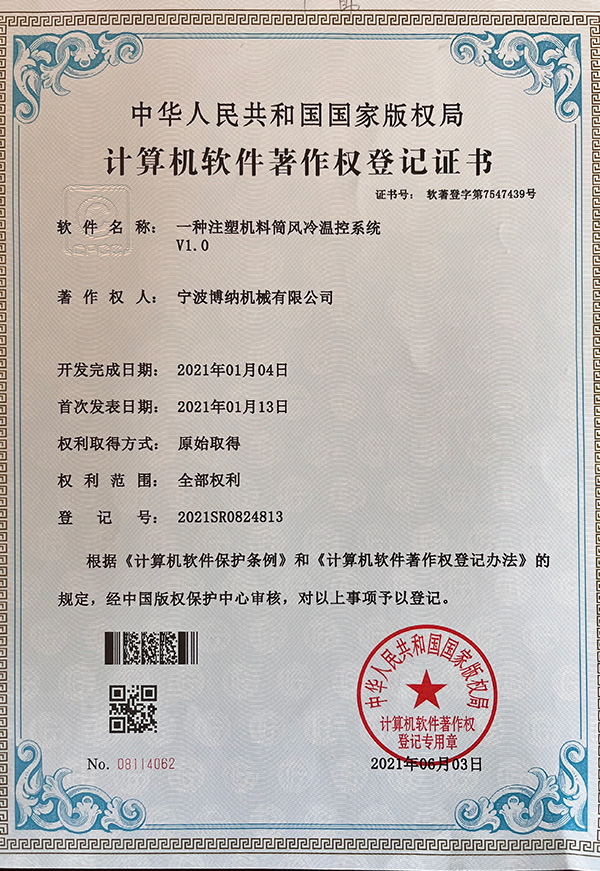 中华人民共和国国家版权局
计算机软件著作权登记证书
证书号： 软著登字第7547439号
软件名称： 一种注塑机料筒风冷温控系统
V1.0
著作权人： 宁波博纳机械有限公司
开发完成日期： 2021年01月04日
首次发表日期： 2021年01月13日
权利取得方式： 原始取得
权利范围： 全部权利
登记号： 2021SR0824813
根据《计算机软件保护条例》和《计算机软件著作权登记办法》的
规定，经中国版权保护中心审核，对以上事项予以登记。
中华人民共和国国家版权局
计算机软件著作权
登记专用章
No. 08114062
2021年06月03日